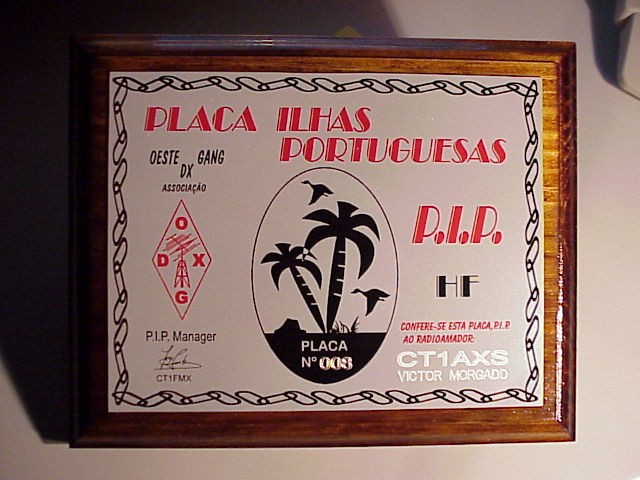 PLACA ILHAS
PORTUGUESAS
OESTE GANG
DX
ASSOCIAÇÃO
O
D X
G
P.I.P. Manager
CT1FMX
PLACA
Nº 008
P.I.P.
HF
CONFERE-SE ESTA PLACA, P.I.P.
AO RADIOAMADOR:
CT1AXS
VICTOR MORGADO